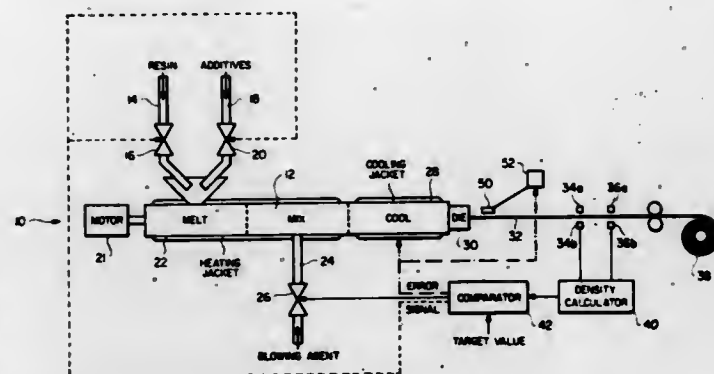 RESIN
ADDITIVES
14
18
16
20
12
COOLING
JACKET
28
52
50
34a
36a
10
MOTOR
21
MELT
MIX
COOL
DIE
30
32
34b
36b
38
22
HEATING
JACKET
24
26
ERROR
SIGNAL
COMPARATOR
42
DENSITY
CALCULATOR
40
TARGET VALUE
BLOWING AGENT